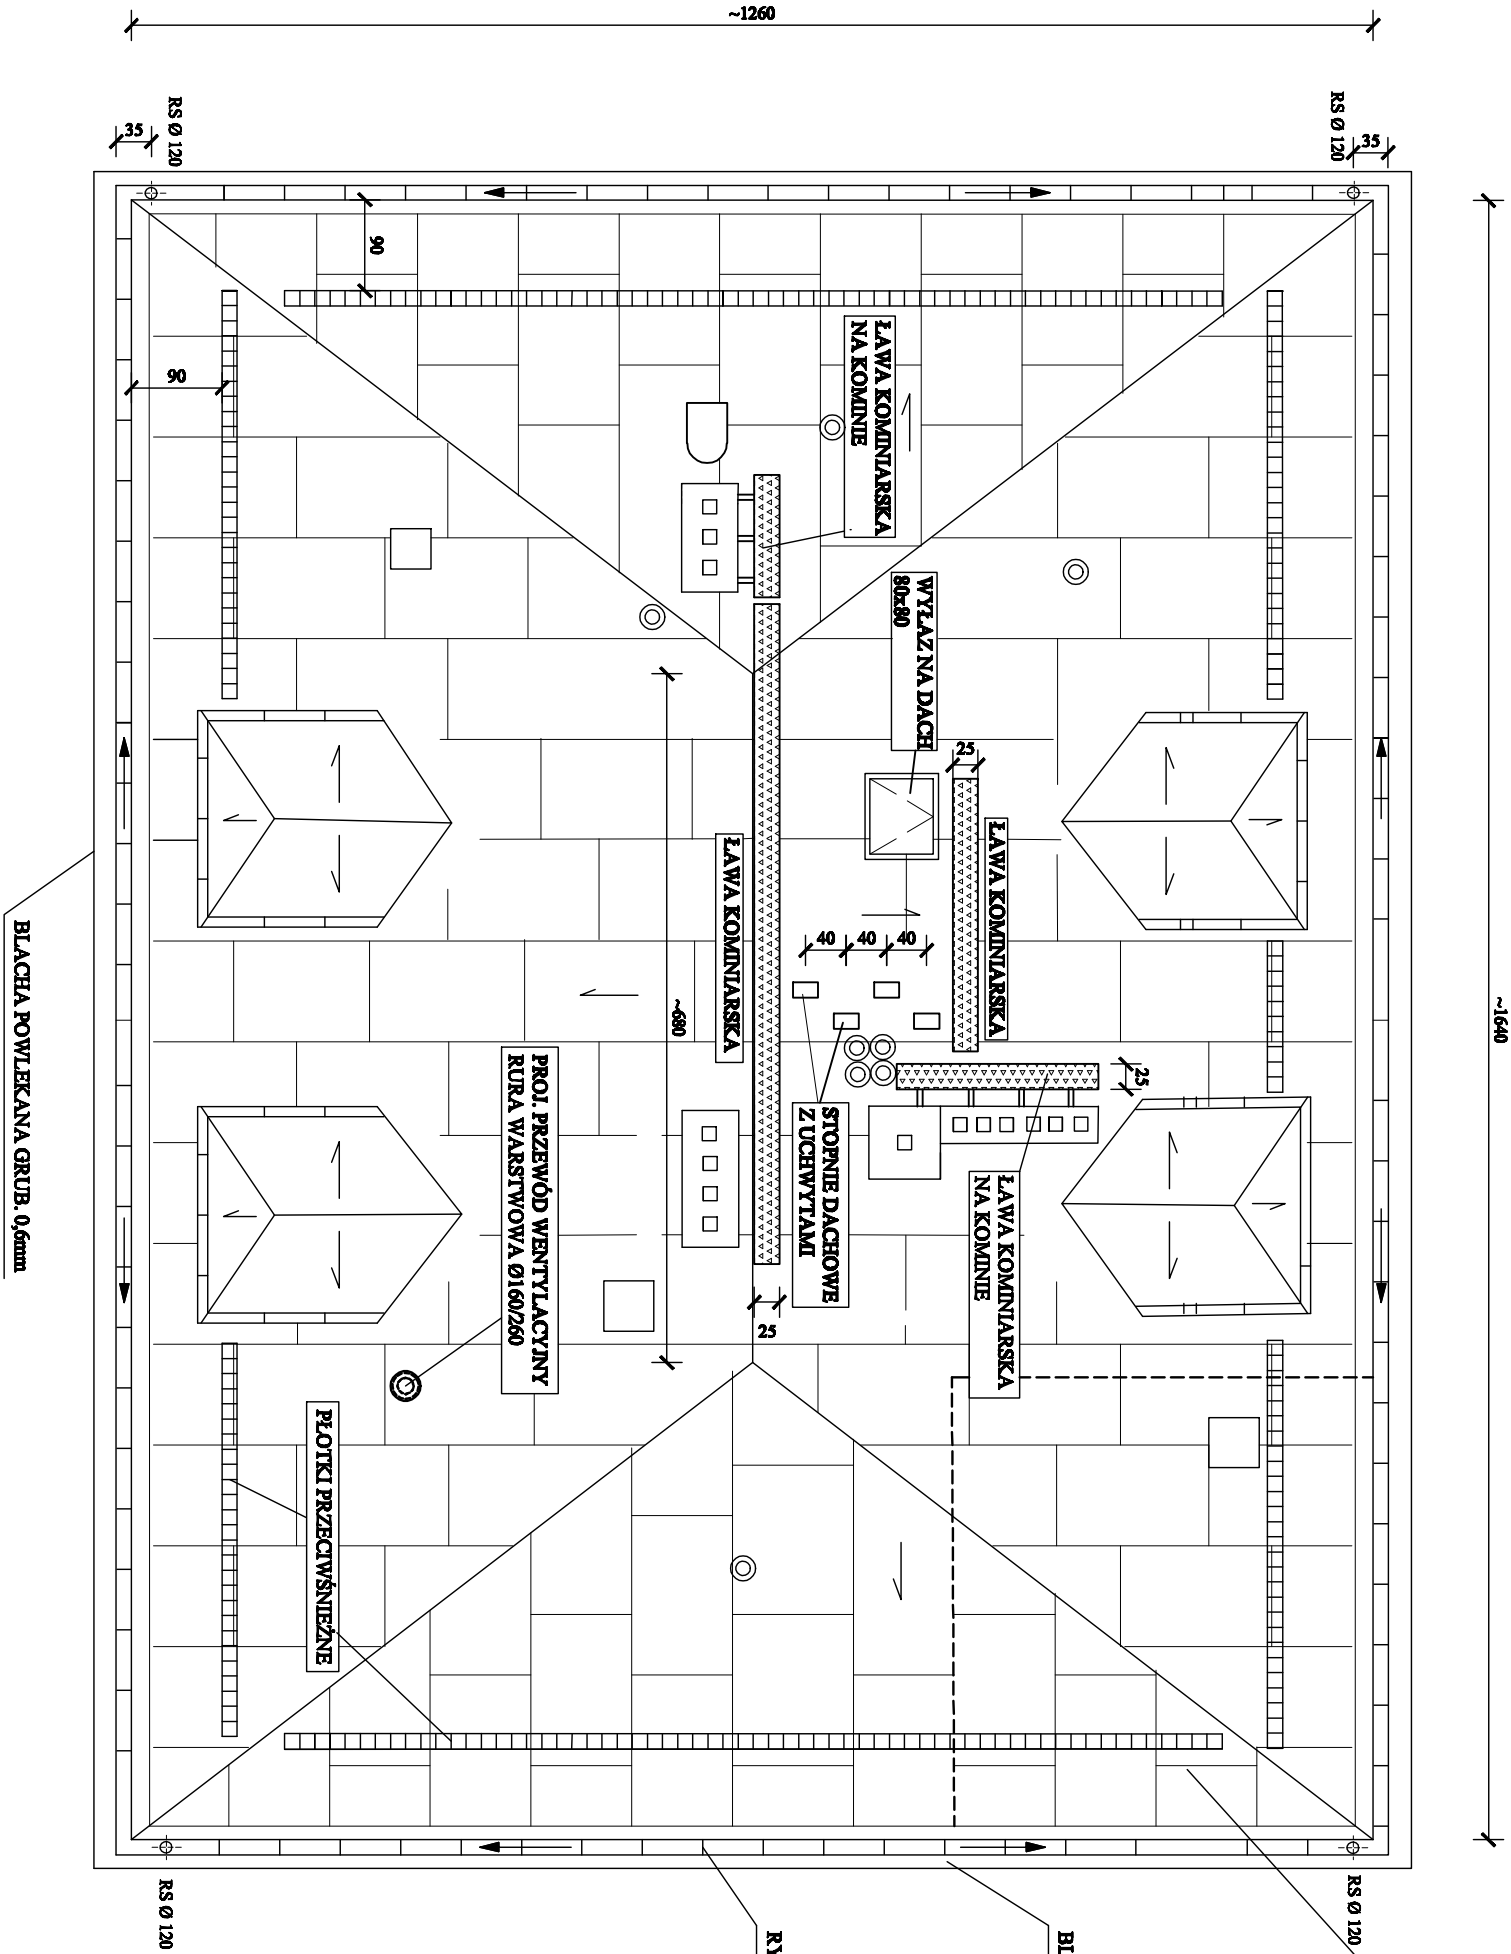 ~1260
RS Ø 120
35
RS Ø 120
35
90
90
ŁAWA KOMINIARSKA
NA KOMINIE
WYŁAZ NA DACH
80x80
25
ŁAWA KOMINIARSKA
ŁAWA KOMINIARSKA
40
40
40
~680
~1640
25
STOPNIE DACHOWE
Z UCHWYTAMI
ŁAWA KOMINIARSKA
NA KOMINIE
25
PROJ. PRZEWÓD WENTYLACYJNY
RURA WARSTWOWA Ø160/260
PŁOTKI PRZECIWŚNIEŻNE
BLACHA POWLEKANA GRUB. 0,6mm
RS Ø 120
RS Ø 120